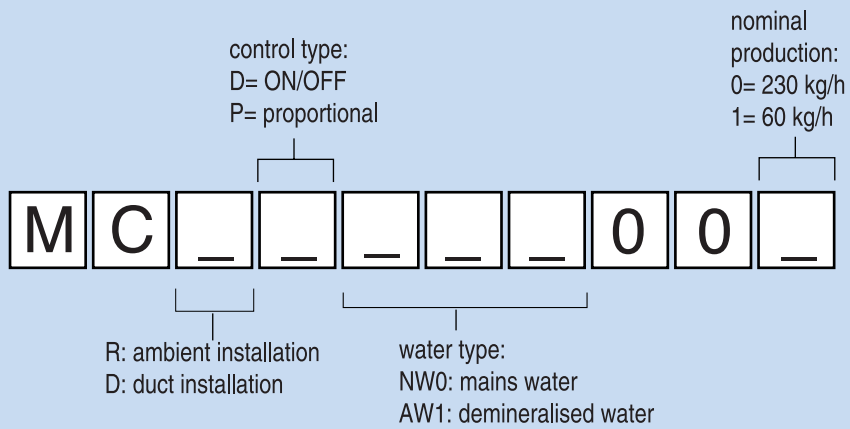 control type:
D= ON/OFF
P= proportional
nominal
production:
0= 230 kg/h
1= 60 kg/h
M C _ _ _ _ _ 0 0 _
R: ambient installation
D: duct installation
water type:
NW0: mains water
AW1: demineralised water